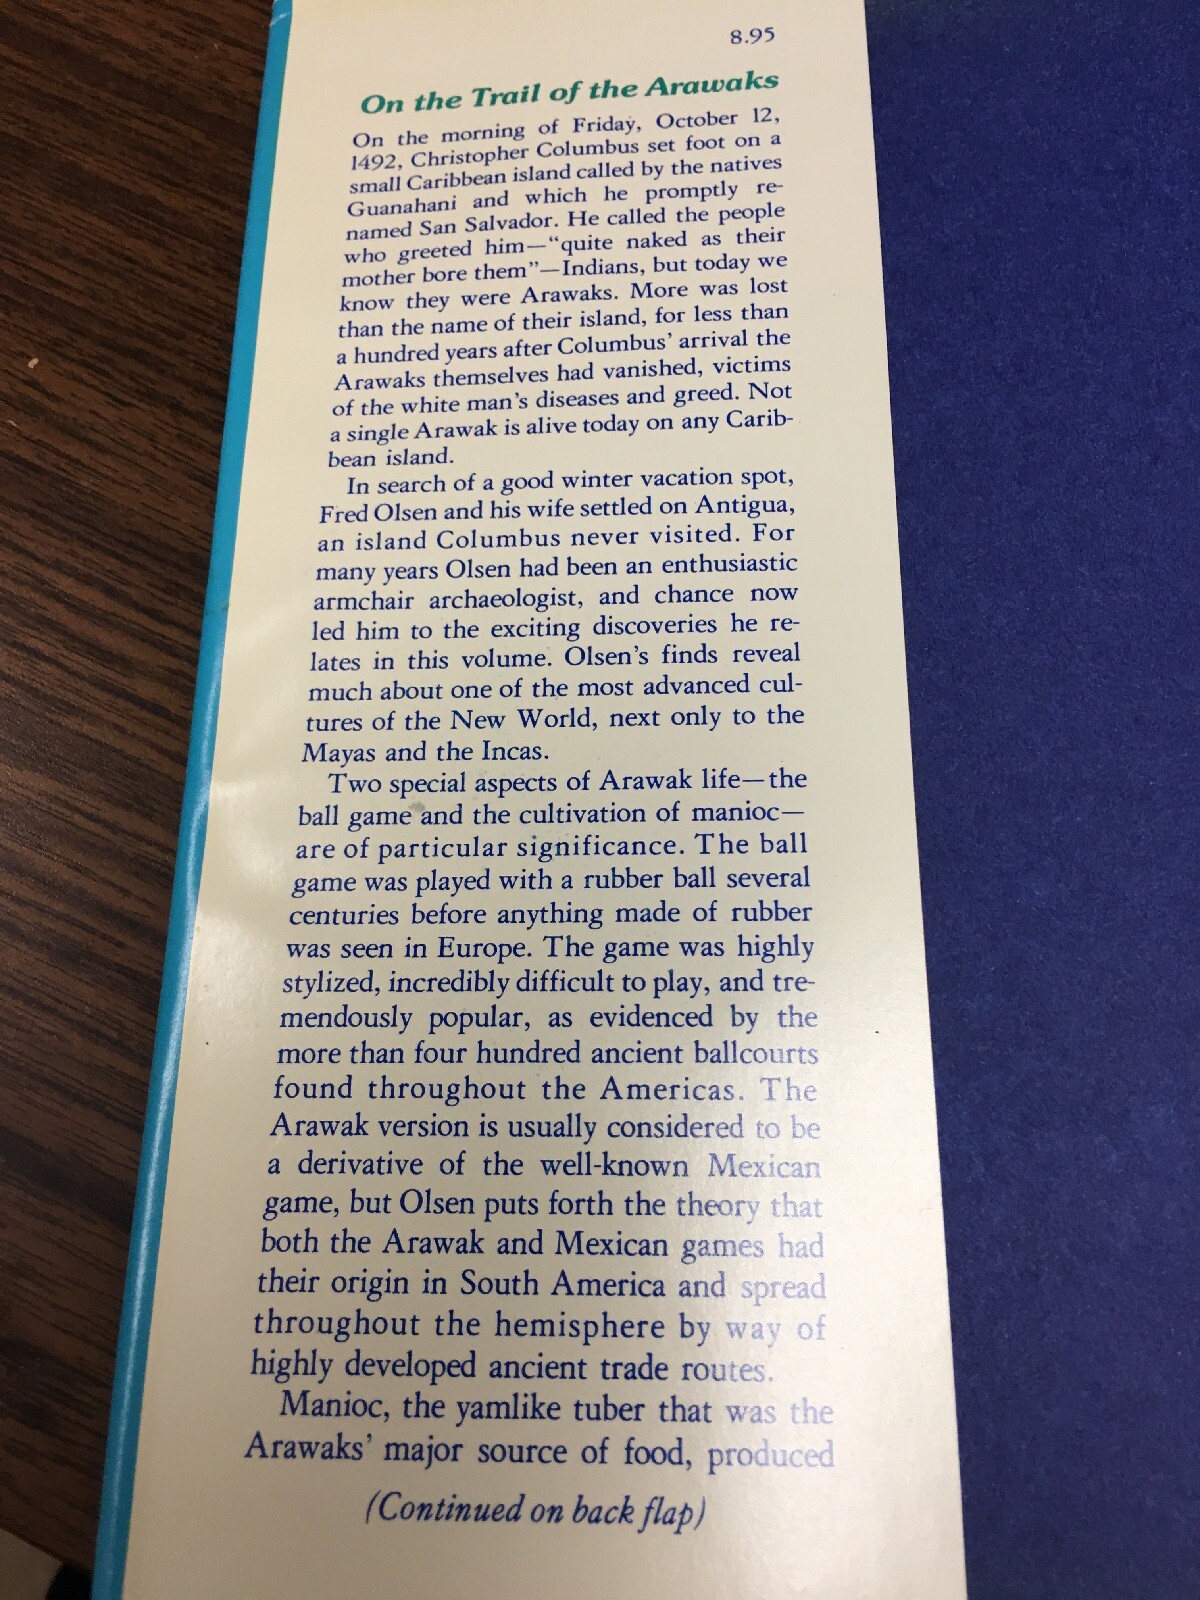 8.95
On the Trail of the Arawaks
On the morning of Friday, October 12,
1492, Christopher Columbus set foot on a
small Caribbean island called by the natives
Guanahani and which he promptly re-
named San Salvador. He called the people
who greeted him—“quite naked as their
mother bore them”—Indians, but today we
know they were Arawaks. More was lost
than the name of their island, for less than
a hundred years after Columbus’ arrival the
Arawaks themselves had vanished, victims
of the white man’s diseases and greed. Not
a single Arawak is alive today on any Carib-
bean island.
In search of a good winter vacation spot,
Fred Olsen and his wife settled on Antigua,
an island Columbus never visited. For
many years Olsen had been an enthusiastic
armchair archaeologist, and chance now
led him to the exciting discoveries he re-
lates in this volume. Olsen’s finds reveal
much about one of the most advanced cul-
tures of the New World, next only to the
Mayas and the Incas.
Two special aspects of Arawak life—the
ball game and the cultivation of manioc—
are of particular significance. The ball
game was played with a rubber ball several
centuries before anything made of rubber
was seen in Europe. The game was highly
stylized, incredibly difficult to play, and tre-
mendously popular, as evidenced by the
more than four hundred ancient ballcourts
found throughout the Americas. The
Arawak version is usually considered to be
a derivative of the well-known Mexican
game, but Olsen puts forth the theory that
both the Arawak and Mexican games had
their origin in South America and spread
throughout the hemisphere by way of
highly developed ancient trade routes.
Manioc, the yamlike tuber that was the
Arawaks’ major source of food, produced
(Continued on back flap)